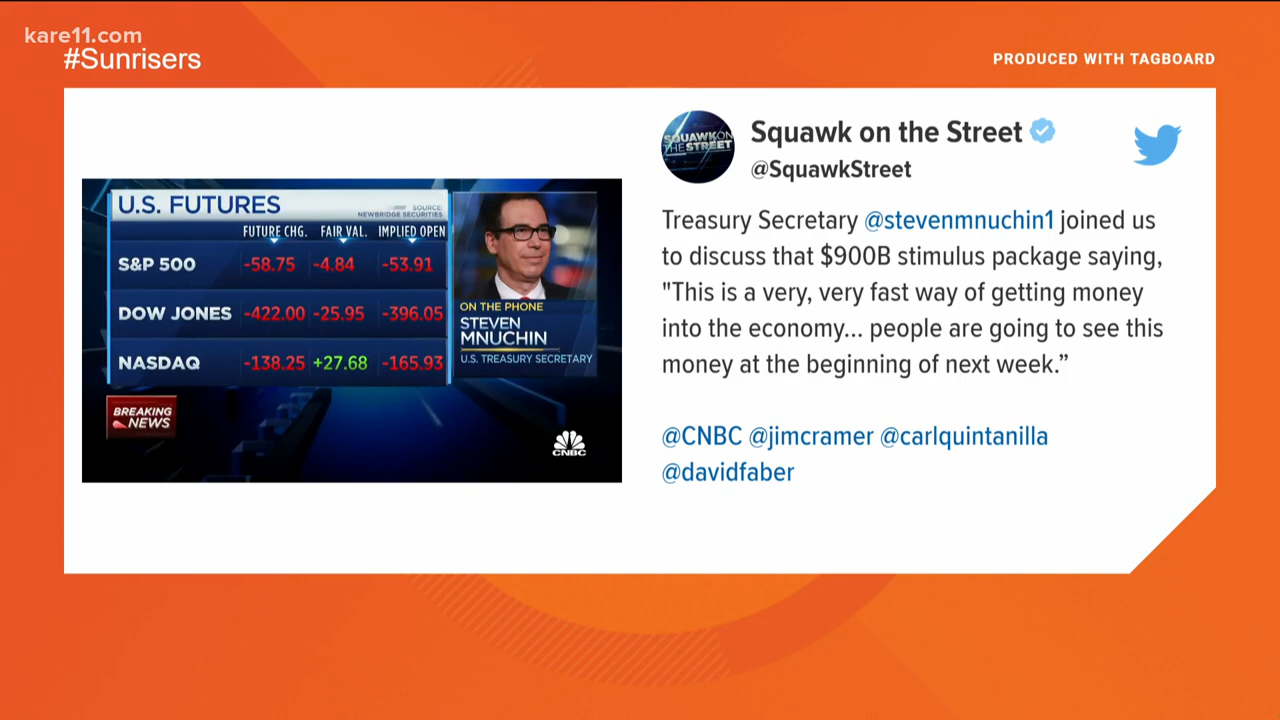 kare11.com
#Sunrisers
PRODUCED WITH TAGBOARD
U.S. FUTURES
SOURCE:
NEWBRIDGE SECURITIES
FUTURE CHG. FAIR VAL. IMPLIED OPEN
S&P 500 -58.75 -4.84 -53.91
DOW JONES -422.00 -25.95 -396.05
NASDAQ -138.25 +27.68 -165.93
ON THE PHONE
STEVEN
MNUCHIN
U.S. TREASURY SECRETARY
BREAKING
NEWS
CNBC
SQUAWK ON
THE STREET
Squawk on the Street
@SquawkStreet
Treasury Secretary @stevenmnuchin1 joined us
to discuss that $900B stimulus package saying,
"This is a very, very fast way of getting money
into the economy... people are going to see this
money at the beginning of next week.”
@CNBC @jimcramer @carlquintanilla
@davidfaber